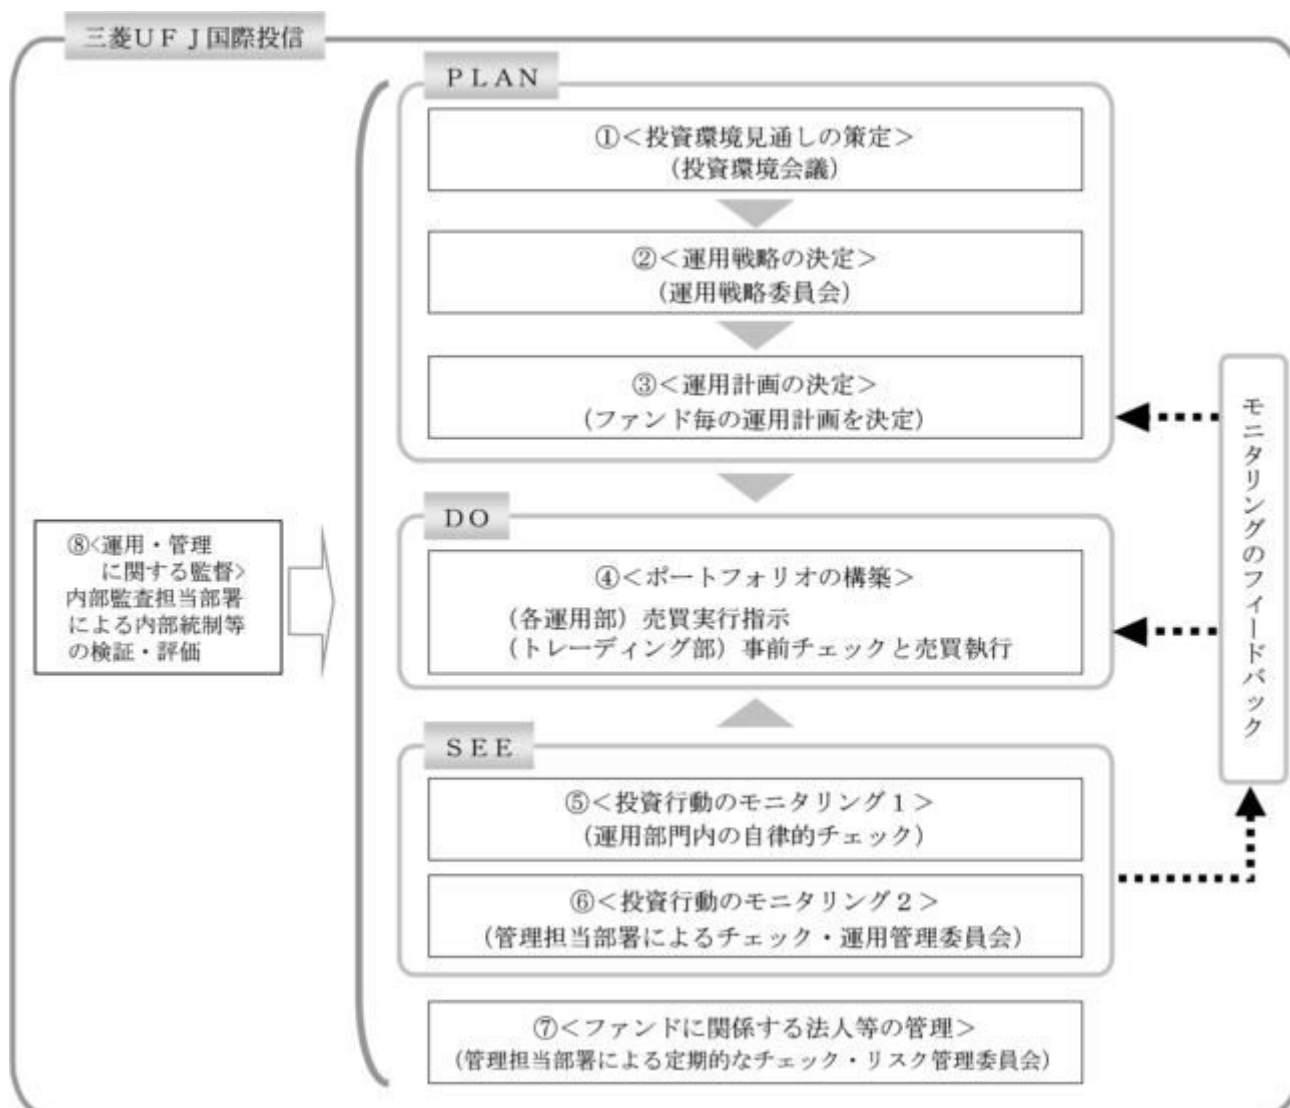 三菱UFJ国際投信
PLAN
①<投資環境見通しの策定>
(投資環境会議)
②<運用戦略の決定>
(運用戦略委員会)
③<運用計画の決定>
(ファンド毎の運用計画を決定)
DO
④<ポートフォリオの構築>
(各運用部)売買実行指示
(トレーディング部)事前チェックと売買執行
SEE
⑤<投資行動のモニタリング1>
(運用部門内の自律的チェック)
⑥<投資行動のモニタリング2>
(管理担当部署によるチェック・運用管理委員会)
⑦<ファンドに関係する法人等の管理>
(管理担当部署による定期的なチェック・リスク管理委員会)
⑧<運用・管理
に関する監督>
内部監査担当部署
による内部統制等
の検証・評価
モニタリングのフィードバック